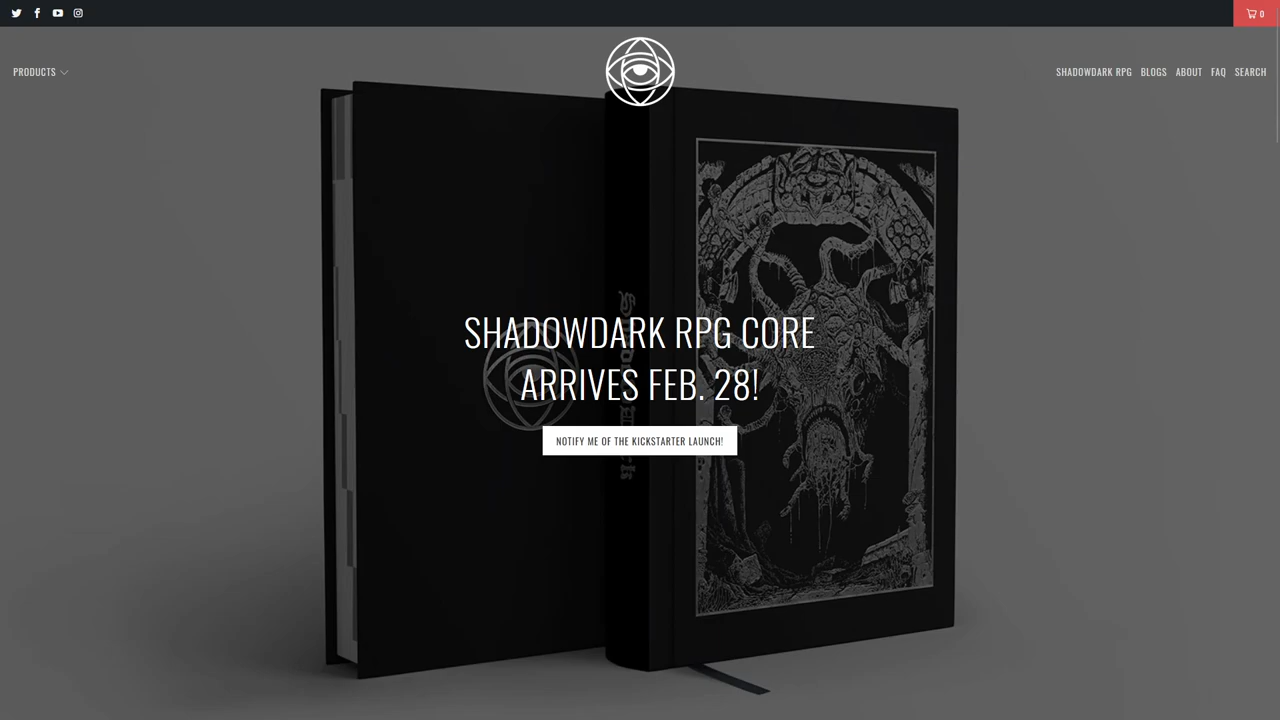 0
PRODUCTS
SHADOWDARK RPG BLOGS ABOUT FAQ SEARCH
SHADOWDARK RPG CORE
ARRIVES FEB. 28!
NOTIFY ME OF THE KICKSTARTER LAUNCH!